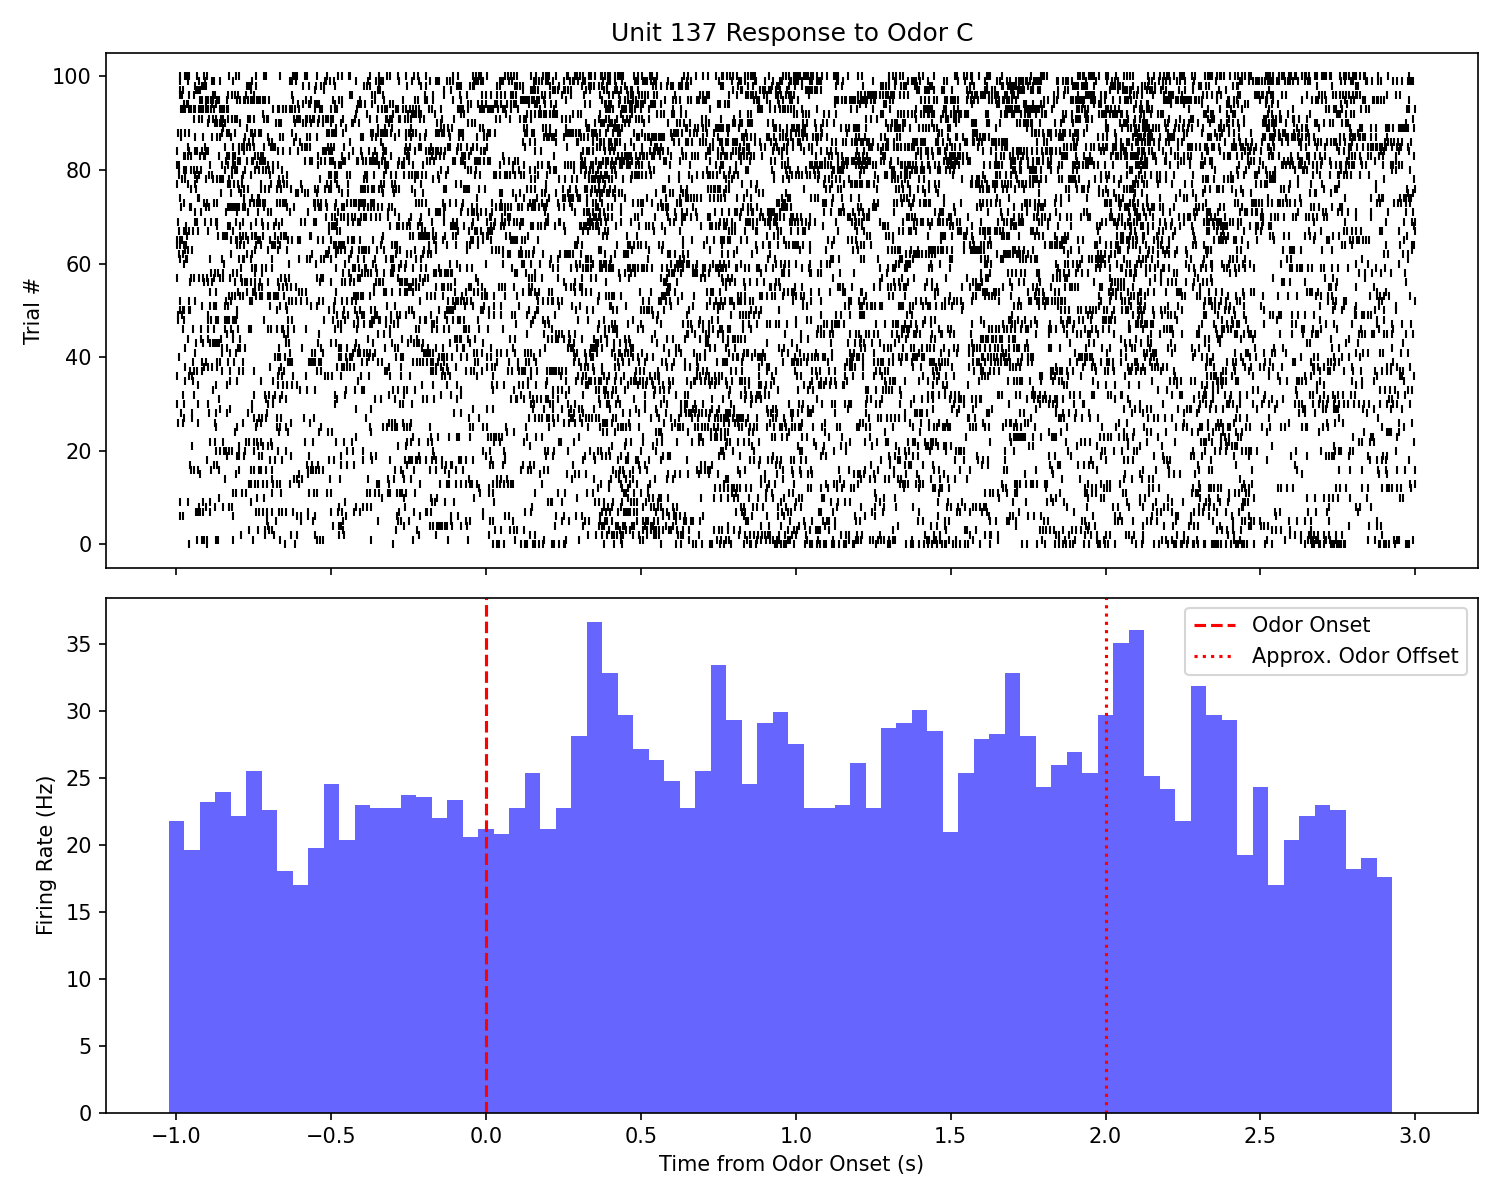 Unit 137 Response to Odor C
100
80
60
40
20
0
Trial #
35
30
25
20
15
10
5
0
Firing Rate (Hz)
Odor Onset
Approx. Odor Offset
−1.0 −0.5 0.0 0.5 1.0 1.5 2.0 2.5 3.0
Time from Odor Onset (s)